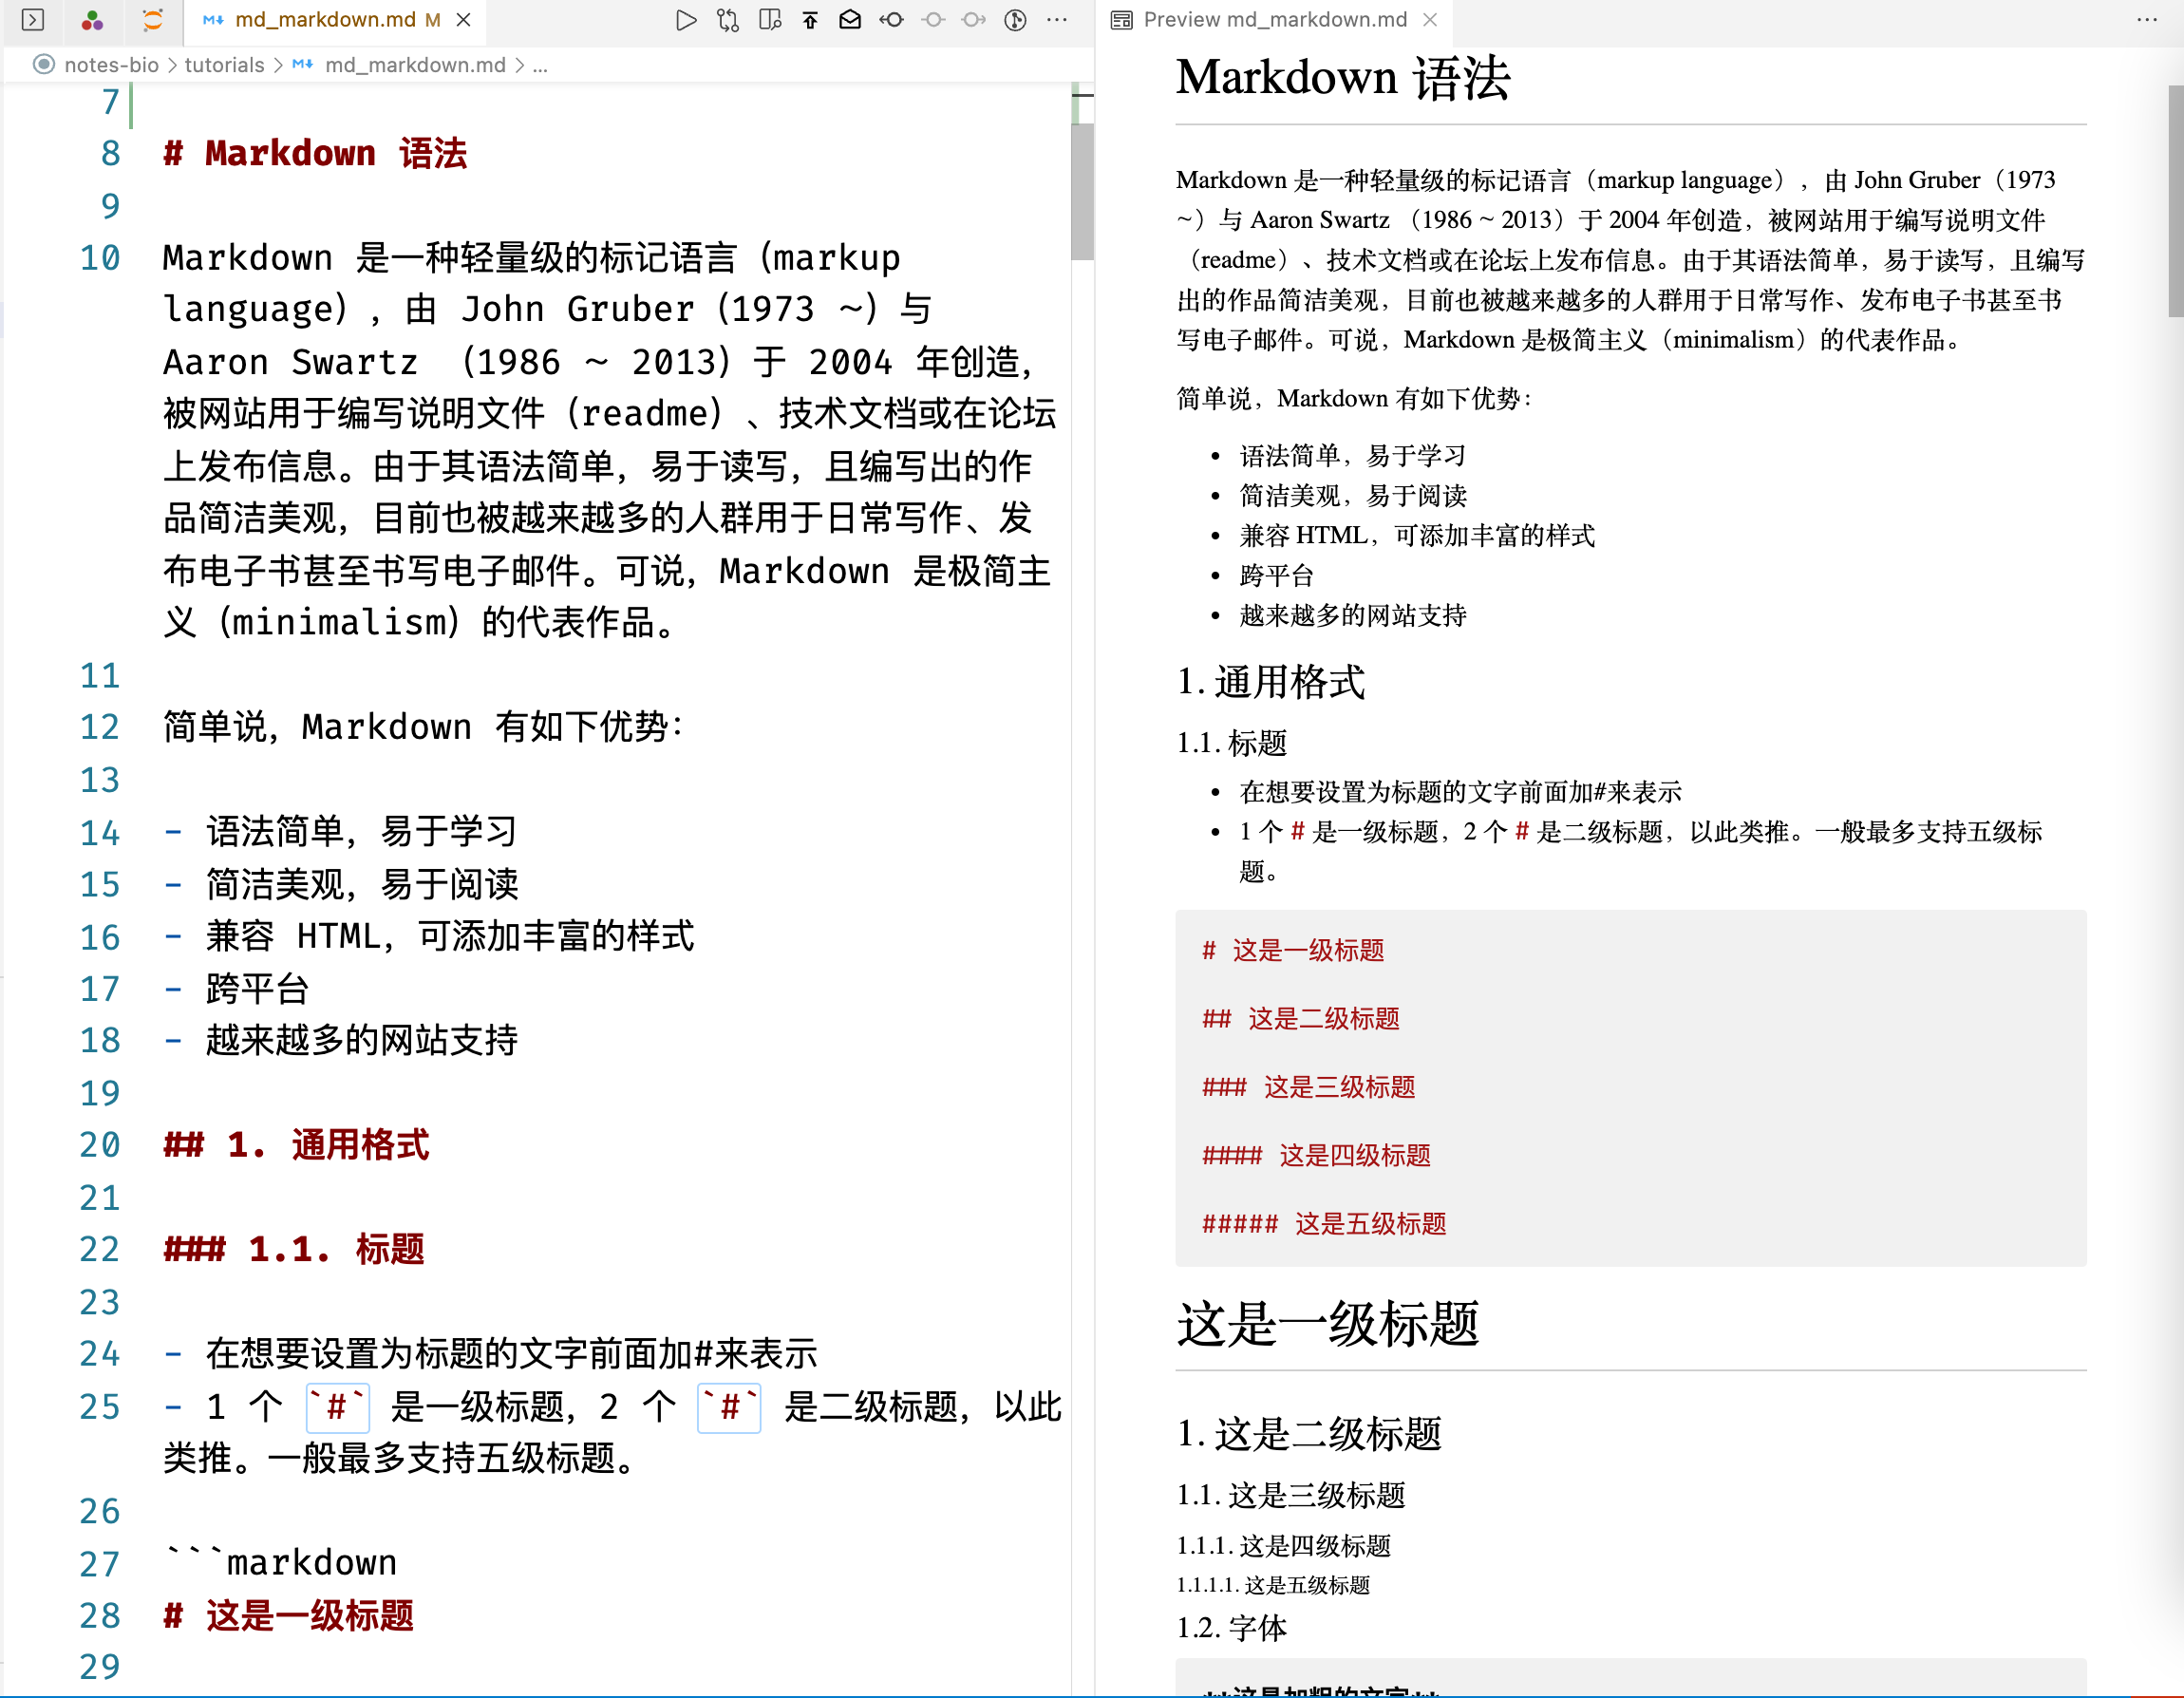 md_markdown.md M
notes-bio > tutorials > md_markdown.md > ...
7
8 # Markdown 语法
9
10 Markdown 是一种轻量级的标记语言（markup
language），由 John Gruber（1973 ~）与
Aaron Swartz （1986 ~ 2013）于 2004 年创造，
被网站用于编写说明文件（readme）、技术文档或在论坛
上发布信息。由于其语法简单，易于读写，且编写出的作
品简洁美观，目前也被越来越多的人群用于日常写作、发
布电子书甚至书写电子邮件。可说，Markdown 是极简主
义（minimalism）的代表作品。
11
12 简单说，Markdown 有如下优势：
13
14 - 语法简单，易于学习
15 - 简洁美观，易于阅读
16 - 兼容 HTML，可添加丰富的样式
17 - 跨平台
18 - 越来越多的网站支持
19
20 ## 1. 通用格式
21
22 ### 1.1. 标题
23
24 - 在想要设置为标题的文字前面加#来表示
25 - 1 个 `#` 是一级标题，2 个 `#` 是二级标题，以此
类推。一般最多支持五级标题。
26
27 ```markdown
28 # 这是一级标题
29
Preview md_markdown.md
Markdown 语法
Markdown 是一种轻量级的标记语言（markup language），由 John Gruber（1973
~）与 Aaron Swartz （1986 ~ 2013）于 2004 年创造，被网站用于编写说明文件
（readme）、技术文档或在论坛上发布信息。由于其语法简单，易于读写，且编写
出的作品简洁美观，目前也被越来越多的人群用于日常写作、发布电子书甚至书
写电子邮件。可说，Markdown 是极简主义（minimalism）的代表作品。
简单说，Markdown 有如下优势：
• 语法简单，易于学习
• 简洁美观，易于阅读
• 兼容 HTML，可添加丰富的样式
• 跨平台
• 越来越多的网站支持
1. 通用格式
1.1. 标题
• 在想要设置为标题的文字前面加#来表示
• 1 个 # 是一级标题，2 个 # 是二级标题，以此类推。一般最多支持五级标
题。
# 这是一级标题
## 这是二级标题
### 这是三级标题
#### 这是四级标题
##### 这是五级标题
这是一级标题
1. 这是二级标题
1.1. 这是三级标题
1.1.1. 这是四级标题
1.1.1.1. 这是五级标题
1.2. 字体
**这是加粗的文字**